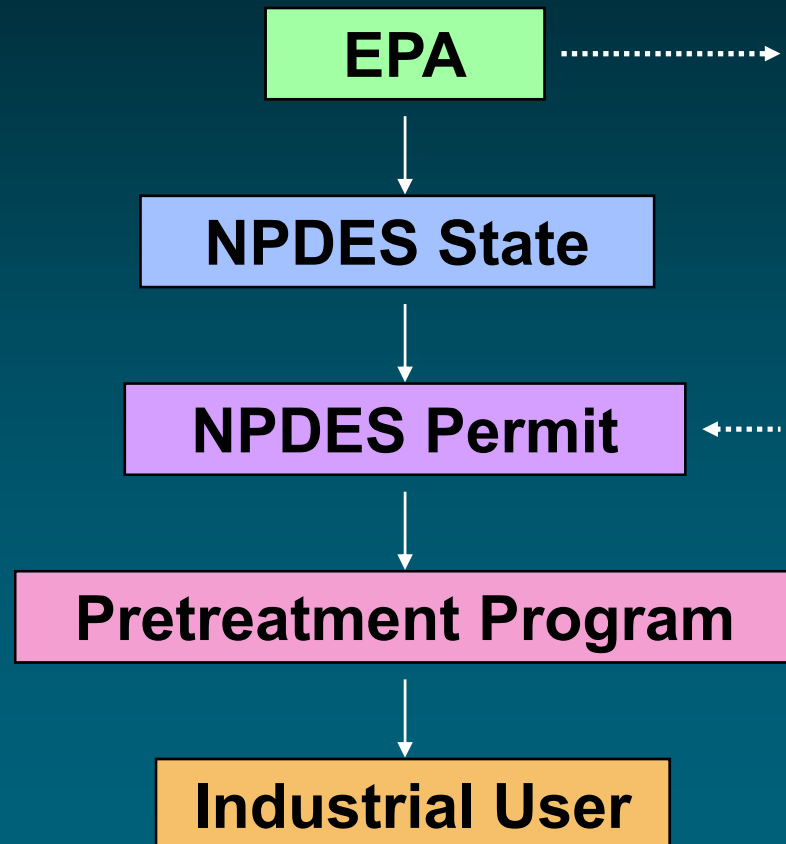 EPA
NPDES State
NPDES Permit
Pretreatment Program
Industrial User